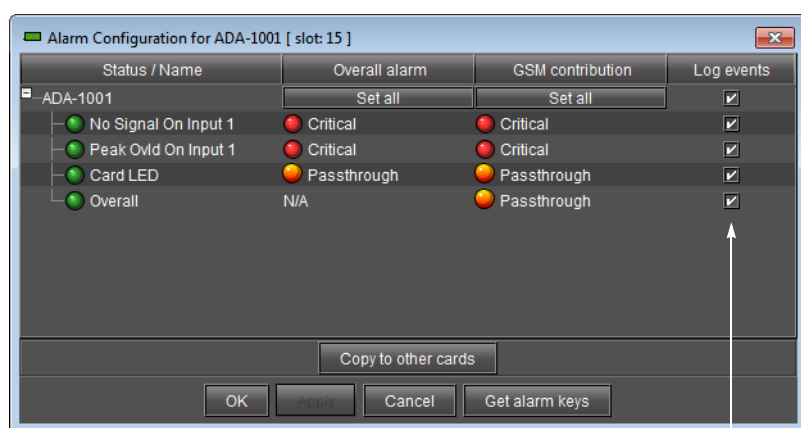 Alarm Configuration for ADA-1001 [ slot: 15 ]
Status / Name Overall alarm GSM contribution Log events
ADA-1001 Set all Set all
No Signal On Input 1 Critical Critical
Peak Ovld On Input 1 Critical Critical
Card LED Passthrough Passthrough
Overall N/A Passthrough
Copy to other cards
OK Apply Cancel Get alarm keys